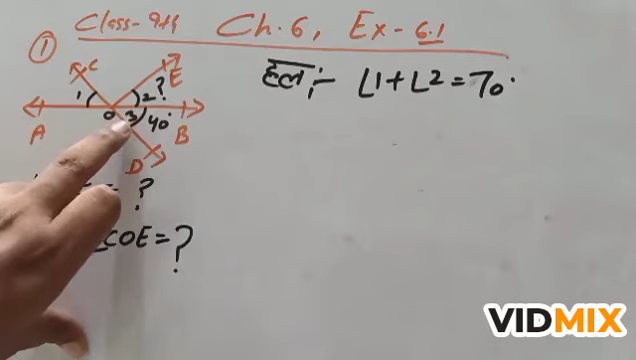 Class-9th Ch.6, Ex-6.1
①
C E
1 2 ?
A O 3 40° B
D
= ?
COE = ?
हल :- ∠1+∠2=70°
VIDMIX